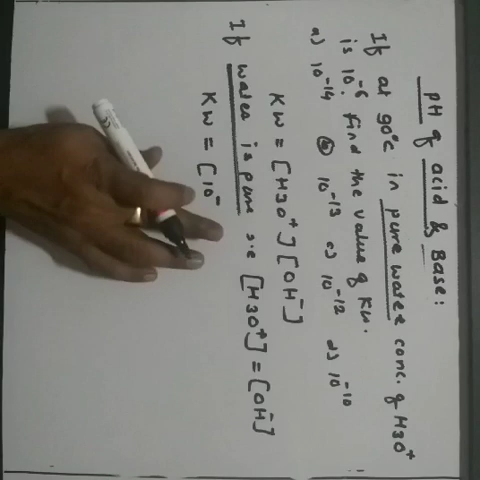 pH of acid & Base:
If at 90°C in pure water conc. of H3O⁺
is 10⁻⁶. find the value of Kw.
a) 10⁻¹⁴ b) 10⁻¹³ c) 10⁻¹² d) 10⁻¹⁰
KW = [H3O⁺] [OH⁻]
If water is pure i.e [H3O⁺] = [OH⁻]
KW = [10⁻